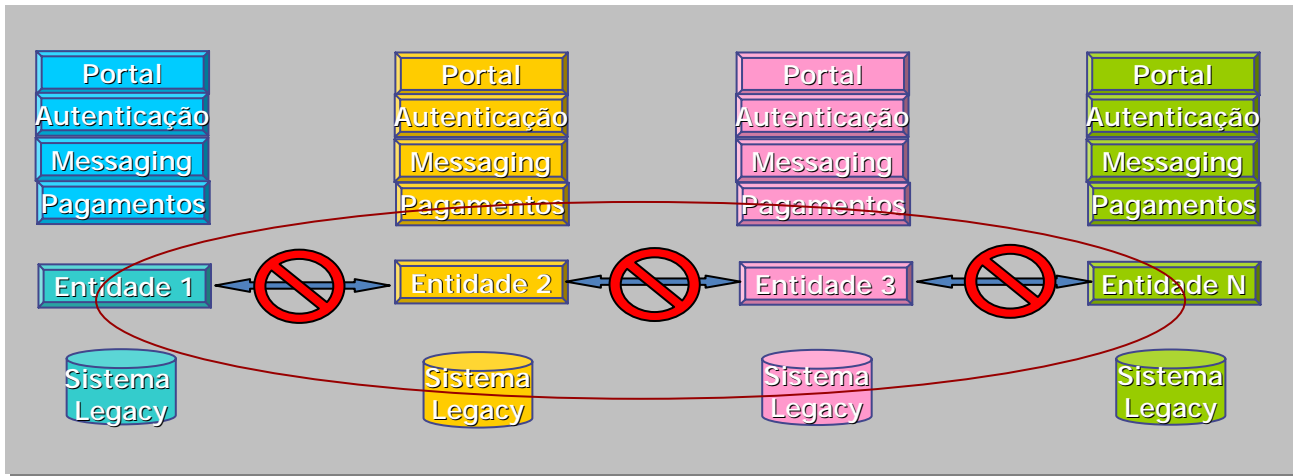 Portal
Autenticação
Messaging
Pagamentos
Entidade 1
Sistema
Legacy
Portal
Autenticação
Messaging
Pagamentos
Entidade 2
Sistema
Legacy
Portal
Autenticação
Messaging
Pagamentos
Entidade 3
Sistema
Legacy
Portal
Autenticação
Messaging
Pagamentos
Entidade N
Sistema
Legacy